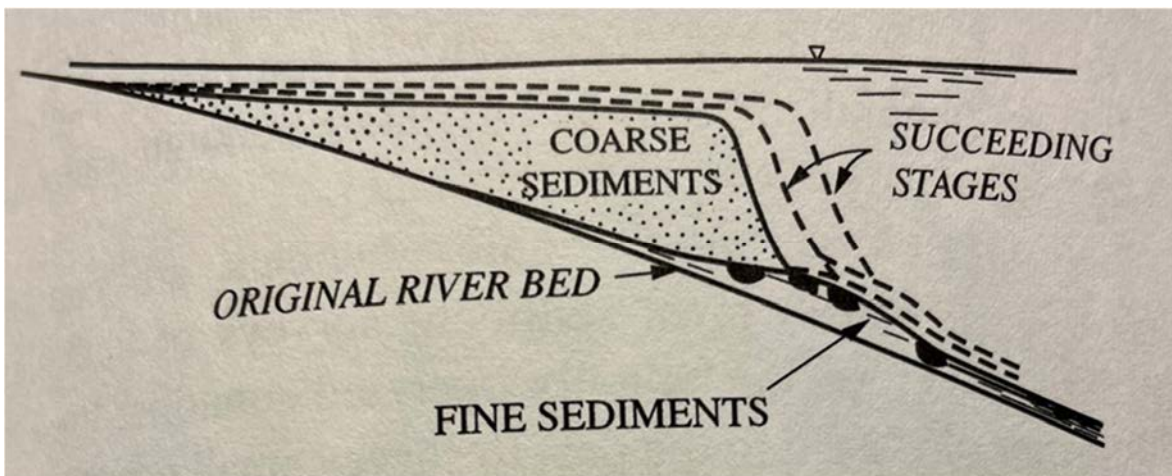 COARSE
SEDIMENTS
SUCCEEDING
STAGES
ORIGINAL RIVER BED
FINE SEDIMENTS